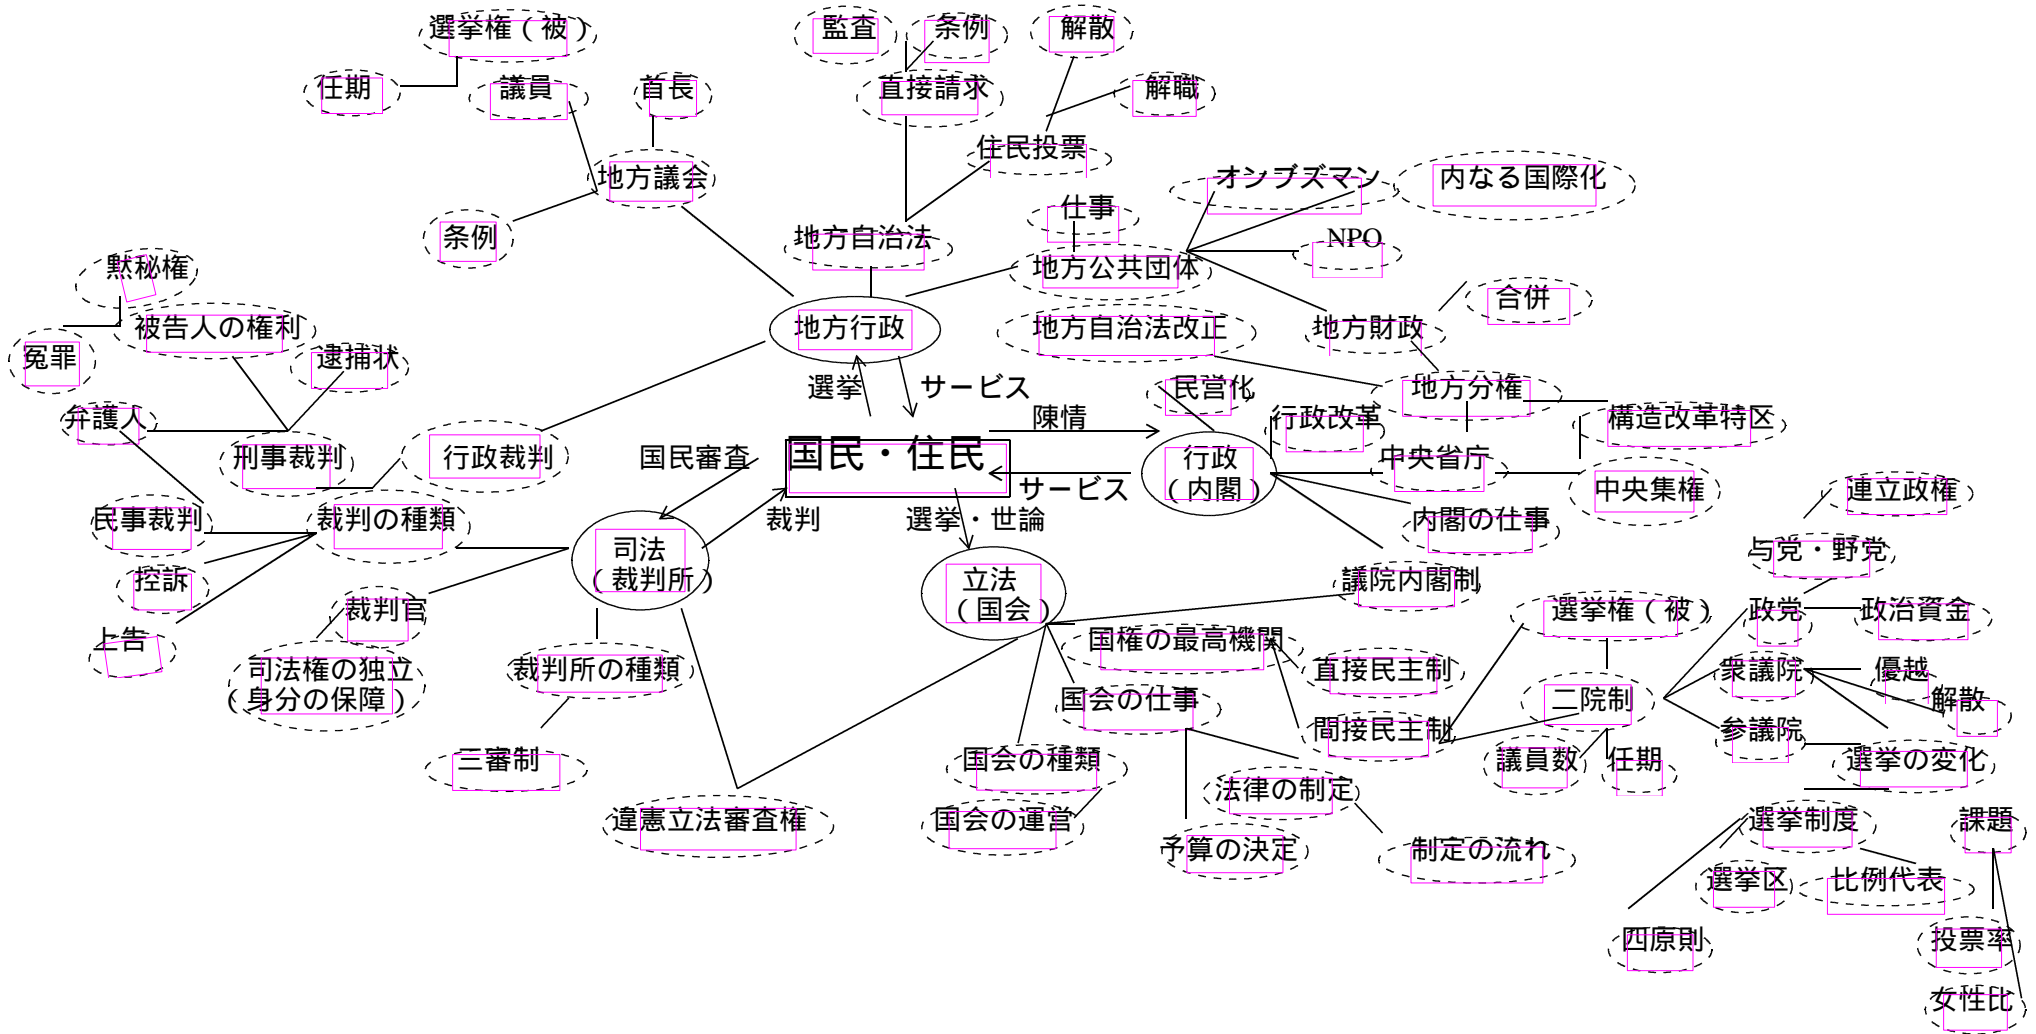 選挙権(被)
監査
条例
解散
任期
議員
首長
直接請求
解職
住民投票
地方議会
オンブズマン
内なる国際化
仕事
条例
地方自治法
NPO
地方公共団体
黙秘権
合併
被告人の権利
地方行政
地方自治法改正
地方財政
冤罪
逮捕状
選挙
サービス
民営化
地方分権
弁護人
陳情
行政改革
構造改革特区
刑事裁判
行政裁判
国民審査
国民・住民
行政
(内閣)
中央省庁
サービス
中央集権
連立政権
民事裁判
裁判の種類
裁判
選挙・世論
内閣の仕事
司法
(裁判所)
与党・野党
控訴
立法
(国会)
議院内閣制
裁判官
選挙権(被)
政党
政治資金
上告
国権の最高機関
司法権の独立
(身分の保障)
裁判所の種類
直接民主制
衆議院
優越
国会の仕事
二院制
解散
間接民主制
参議院
三審制
国会の種類
議員数
任期
選挙の変化
法律の制定
違憲立法審査権
国会の運営
選挙制度
課題
予算の決定
制定の流れ
選挙区
比例代表
四原則
投票率
女性比